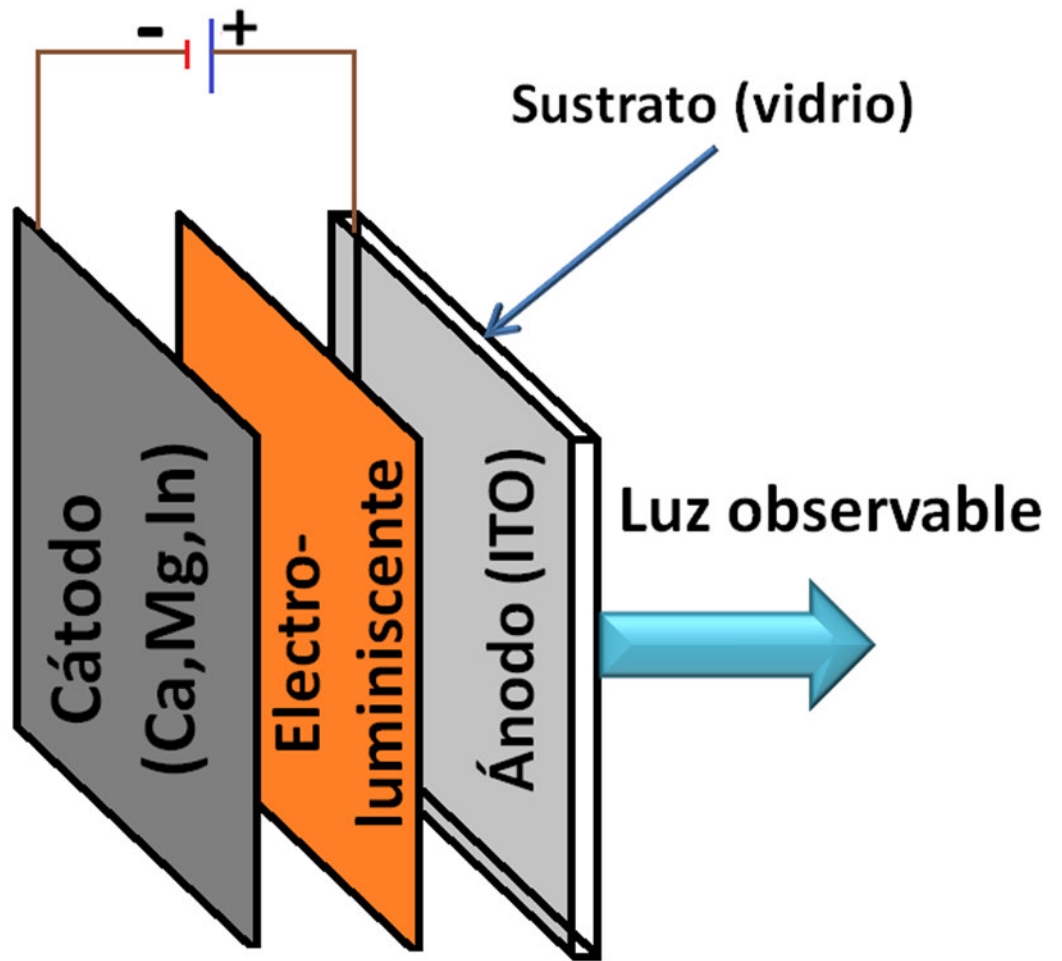 - +
Sustrato (vidrio)
Cátodo
(Ca,Mg,In)
Electro-
luminiscente
Ánodo (ITO)
Luz observable